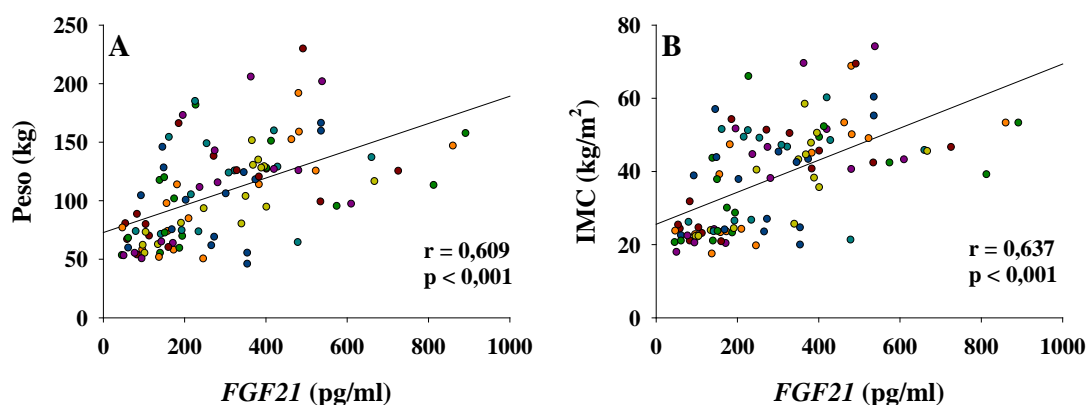 A
Peso (kg)
250
200
150
100
50
0
r = 0,609
p < 0,001
0 200 400 600 800 1000
FGF21 (pg/ml)
B
IMC (kg/m²)
80
60
40
20
0
r = 0,637
p < 0,001
0 200 400 600 800 1000
FGF21 (pg/ml)